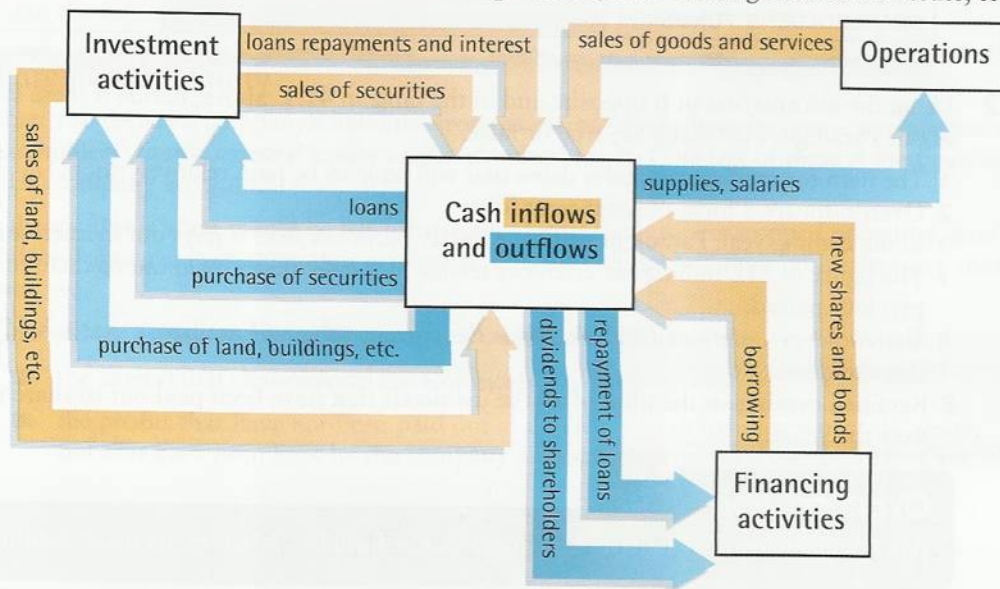 Investment
activities
loans repayments and interest
sales of securities
sales of goods and services
Operations
sales of land, buildings, etc.
loans
Cash inflows
and outflows
supplies, salaries
purchase of securities
purchase of land, buildings, etc.
dividends to shareholders
repayment of loans
borrowing
new shares and bonds
Financing
activities